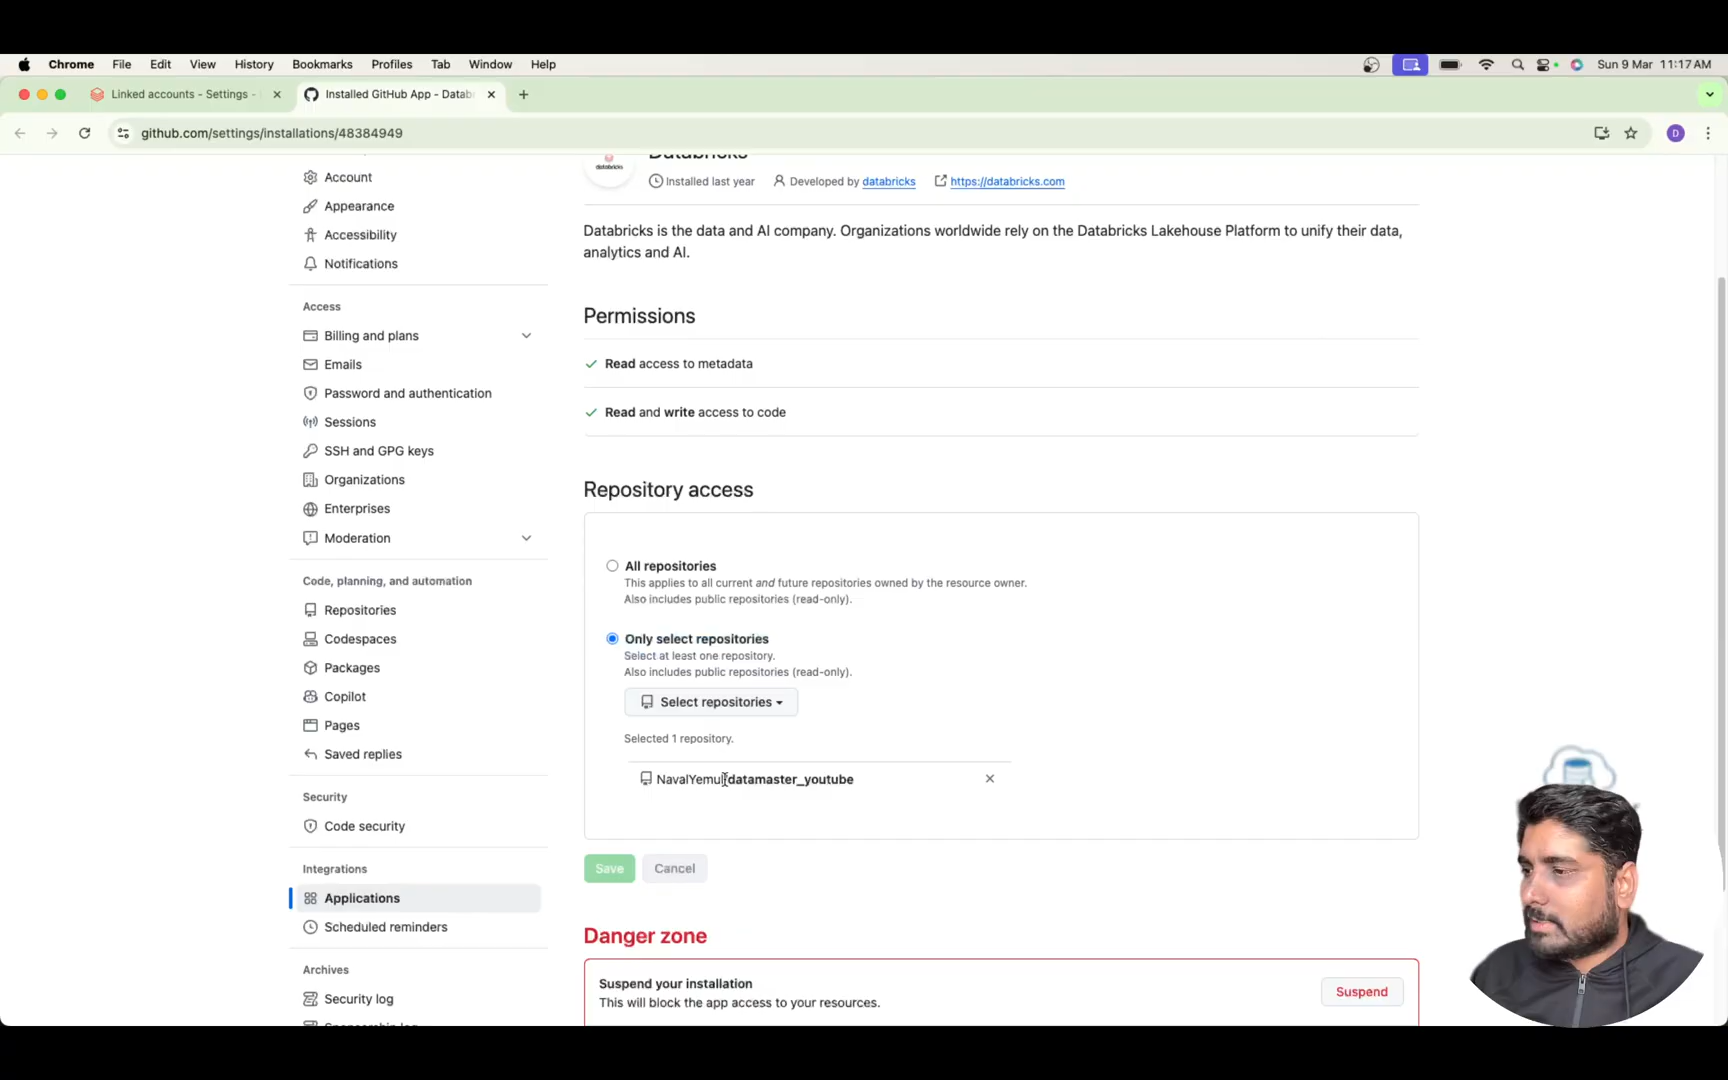 Chrome File Edit View History Bookmarks Profiles Tab Window Help Sun 9 Mar 11:17 AM
Linked accounts - Settings - Installed GitHub App - Datab
github.com/settings/installations/48384949 D
Databricks
databricks
Installed last year Developed by databricks https://databricks.com
Databricks is the data and AI company. Organizations worldwide rely on the Databricks Lakehouse Platform to unify their data,
analytics and AI.
Permissions
Read access to metadata
Read and write access to code
Repository access
All repositories
This applies to all current and future repositories owned by the resource owner.
Also includes public repositories (read-only).
Only select repositories
Select at least one repository.
Also includes public repositories (read-only).
Select repositories
Selected 1 repository.
NavalYemul/datamaster_youtube
Save Cancel
Danger zone
Suspend your installation
This will block the app access to your resources.
Suspend
Account
Appearance
Accessibility
Notifications
Access
Billing and plans
Emails
Password and authentication
Sessions
SSH and GPG keys
Organizations
Enterprises
Moderation
Code, planning, and automation
Repositories
Codespaces
Packages
Copilot
Pages
Saved replies
Security
Code security
Integrations
Applications
Scheduled reminders
Archives
Security log